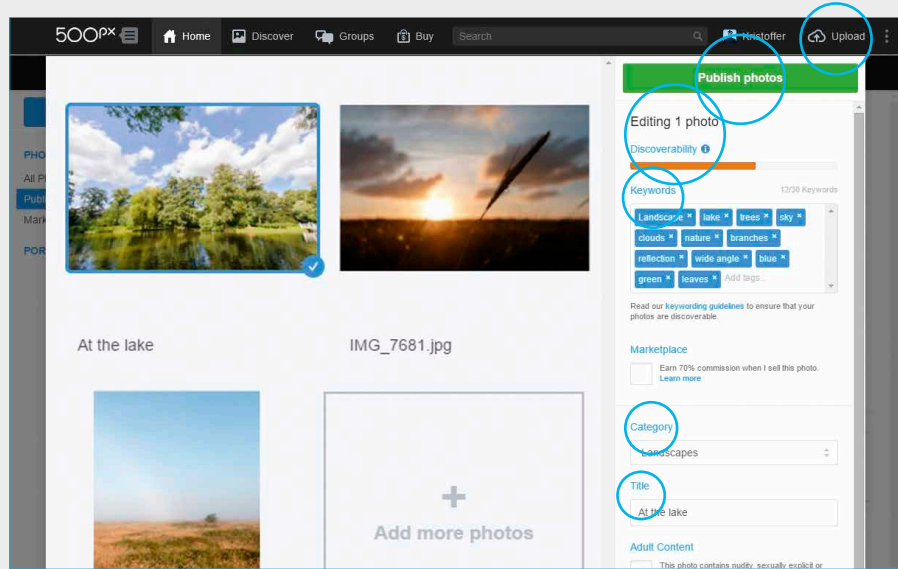 500px Home Discover Groups Buy Search Kristoffer Upload
Publish photos
Editing 1 photo
Discoverability
PHO
All P
Publ
Mark
POR
Keywords 12/30 Keywords
Landscape × lake × trees × sky ×
clouds × nature × branches ×
reflection × wide angle × blue ×
green × leaves × Add tags...
Read our keywording guidelines to ensure that your
photos are discoverable.
At the lake
IMG_7681.jpg
Marketplace
Earn 70% commission when I sell this photo.
Learn more
Category
Landscapes
Title
At the lake
Add more photos
Adult Content
This photo contains nudity, sexually explicit or